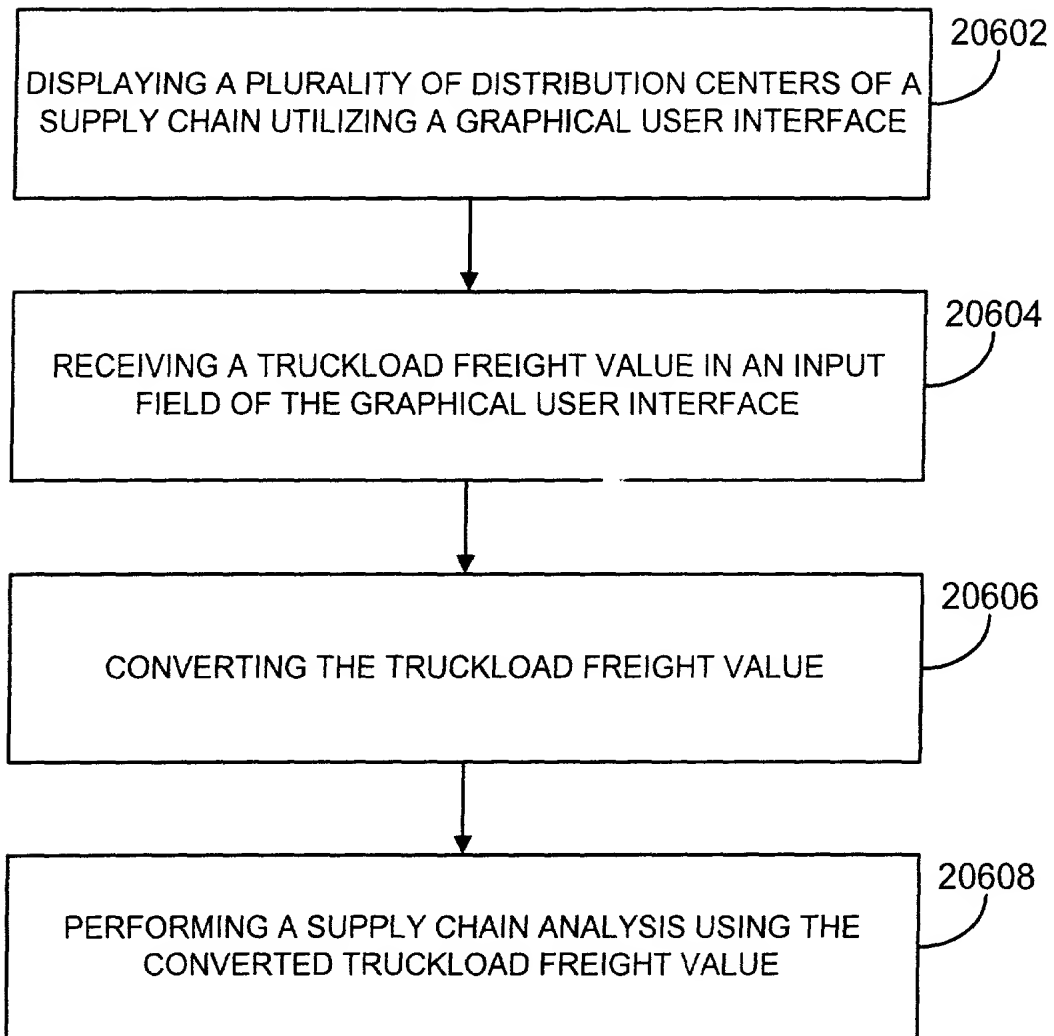 20602
DISPLAYING A PLURALITY OF DISTRIBUTION CENTERS OF A
SUPPLY CHAIN UTILIZING A GRAPHICAL USER INTERFACE
20604
RECEIVING A TRUCKLOAD FREIGHT VALUE IN AN INPUT
FIELD OF THE GRAPHICAL USER INTERFACE
20606
CONVERTING THE TRUCKLOAD FREIGHT VALUE
20608
PERFORMING A SUPPLY CHAIN ANALYSIS USING THE
CONVERTED TRUCKLOAD FREIGHT VALUE